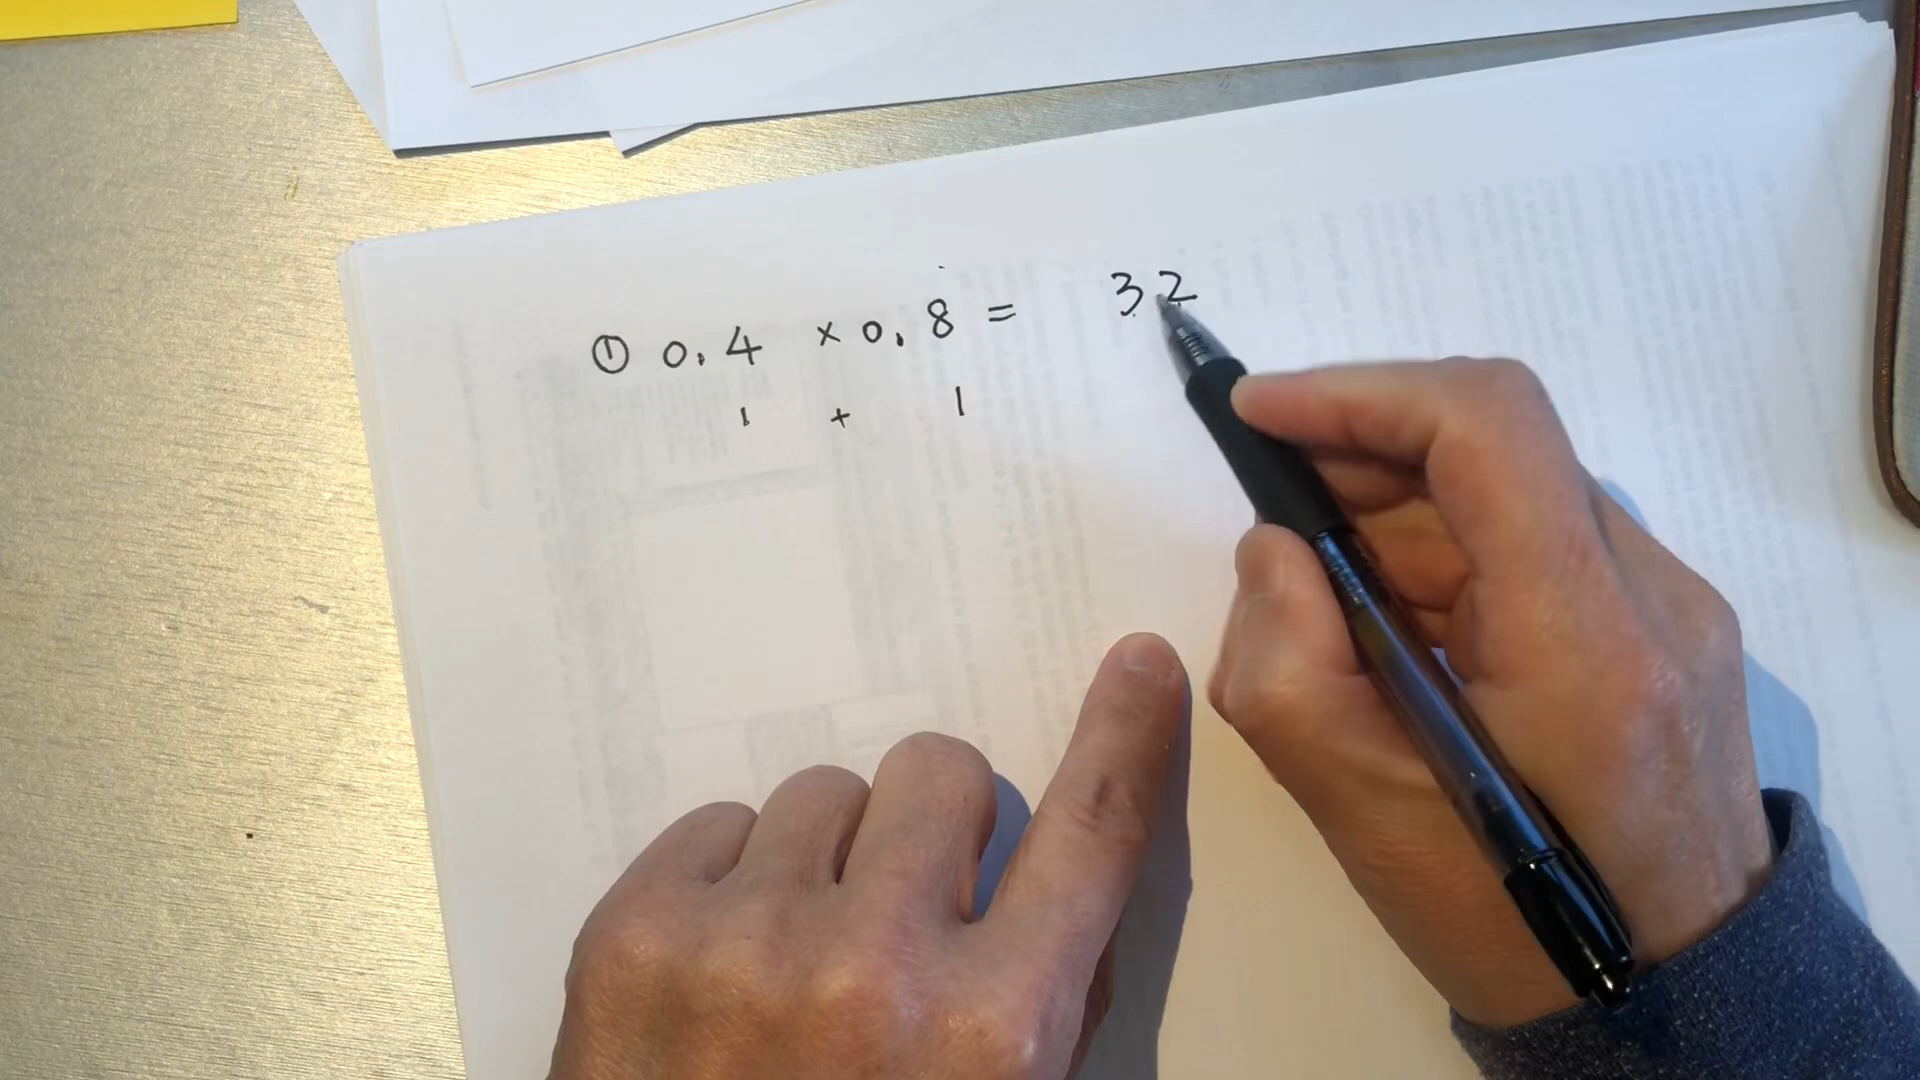 ① 0.4 × 0.8 = 32
1 + 1